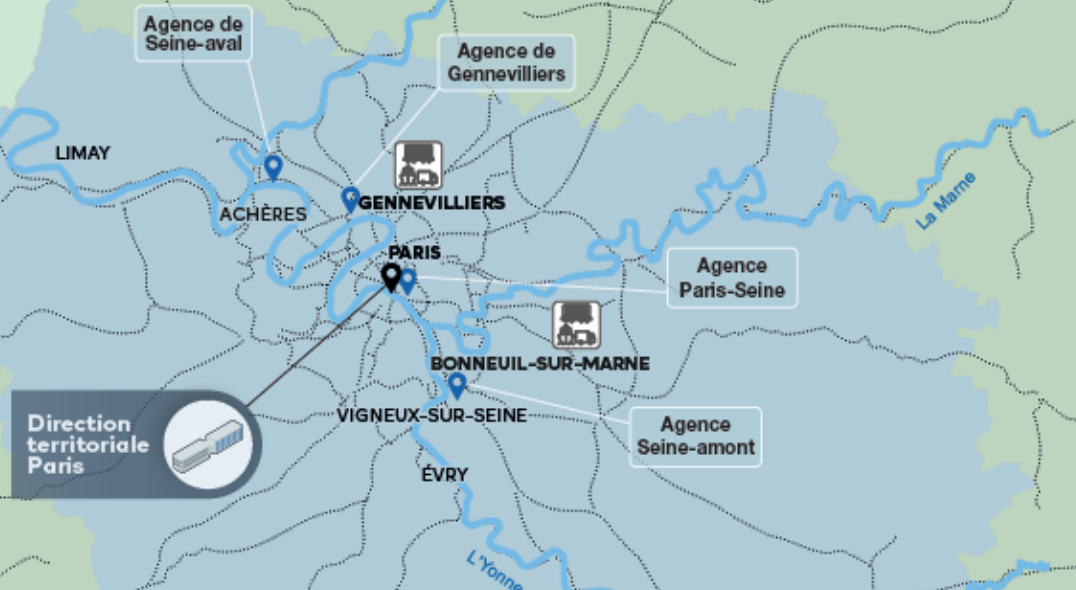 Agence de
Seine-aval
Agence de
Gennevilliers
LIMAY
ACHÈRES
GENNEVILLIERS
La Marne
PARIS
Agence
Paris-Seine
BONNEUIL-SUR-MARNE
VIGNEUX-SUR-SEINE
Agence
Seine-amont
Direction
territoriale
Paris
ÉVRY
L'Yonne